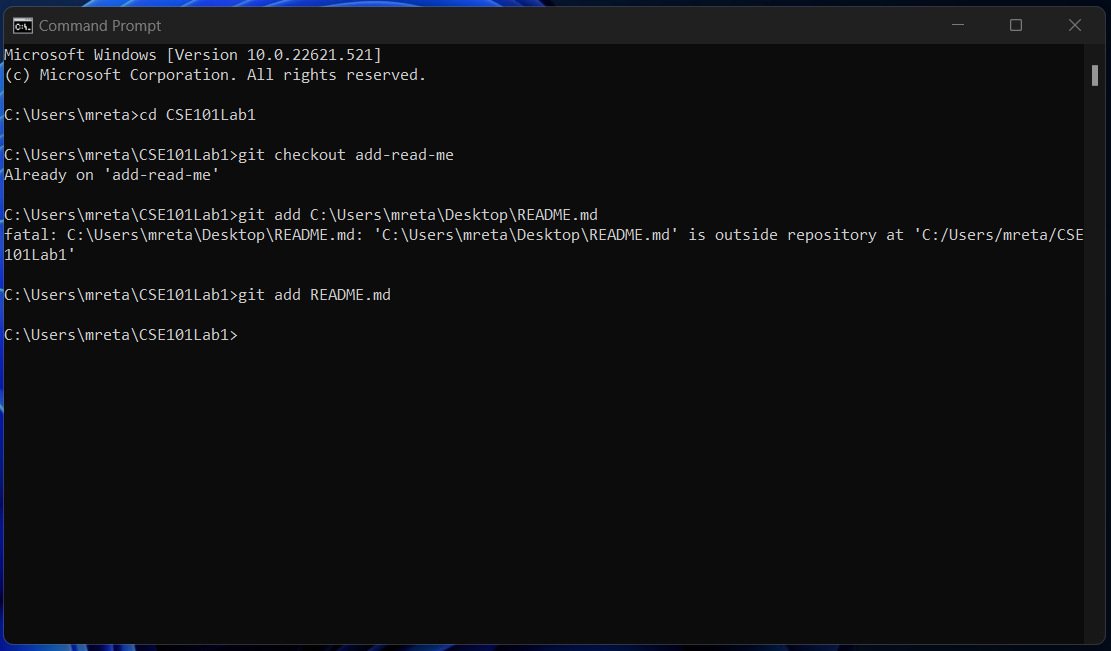 Command Prompt
Microsoft Windows [Version 10.0.22621.521]
(c) Microsoft Corporation. All rights reserved.
C:\Users\mreta>cd CSE101Lab1
C:\Users\mreta\CSE101Lab1>git checkout add-read-me
Already on 'add-read-me'
C:\Users\mreta\CSE101Lab1>git add C:\Users\mreta\Desktop\README.md
fatal: C:\Users\mreta\Desktop\README.md: 'C:\Users\mreta\Desktop\README.md' is outside repository at 'C:/Users/mreta/CSE
101Lab1'
C:\Users\mreta\CSE101Lab1>git add README.md
C:\Users\mreta\CSE101Lab1>